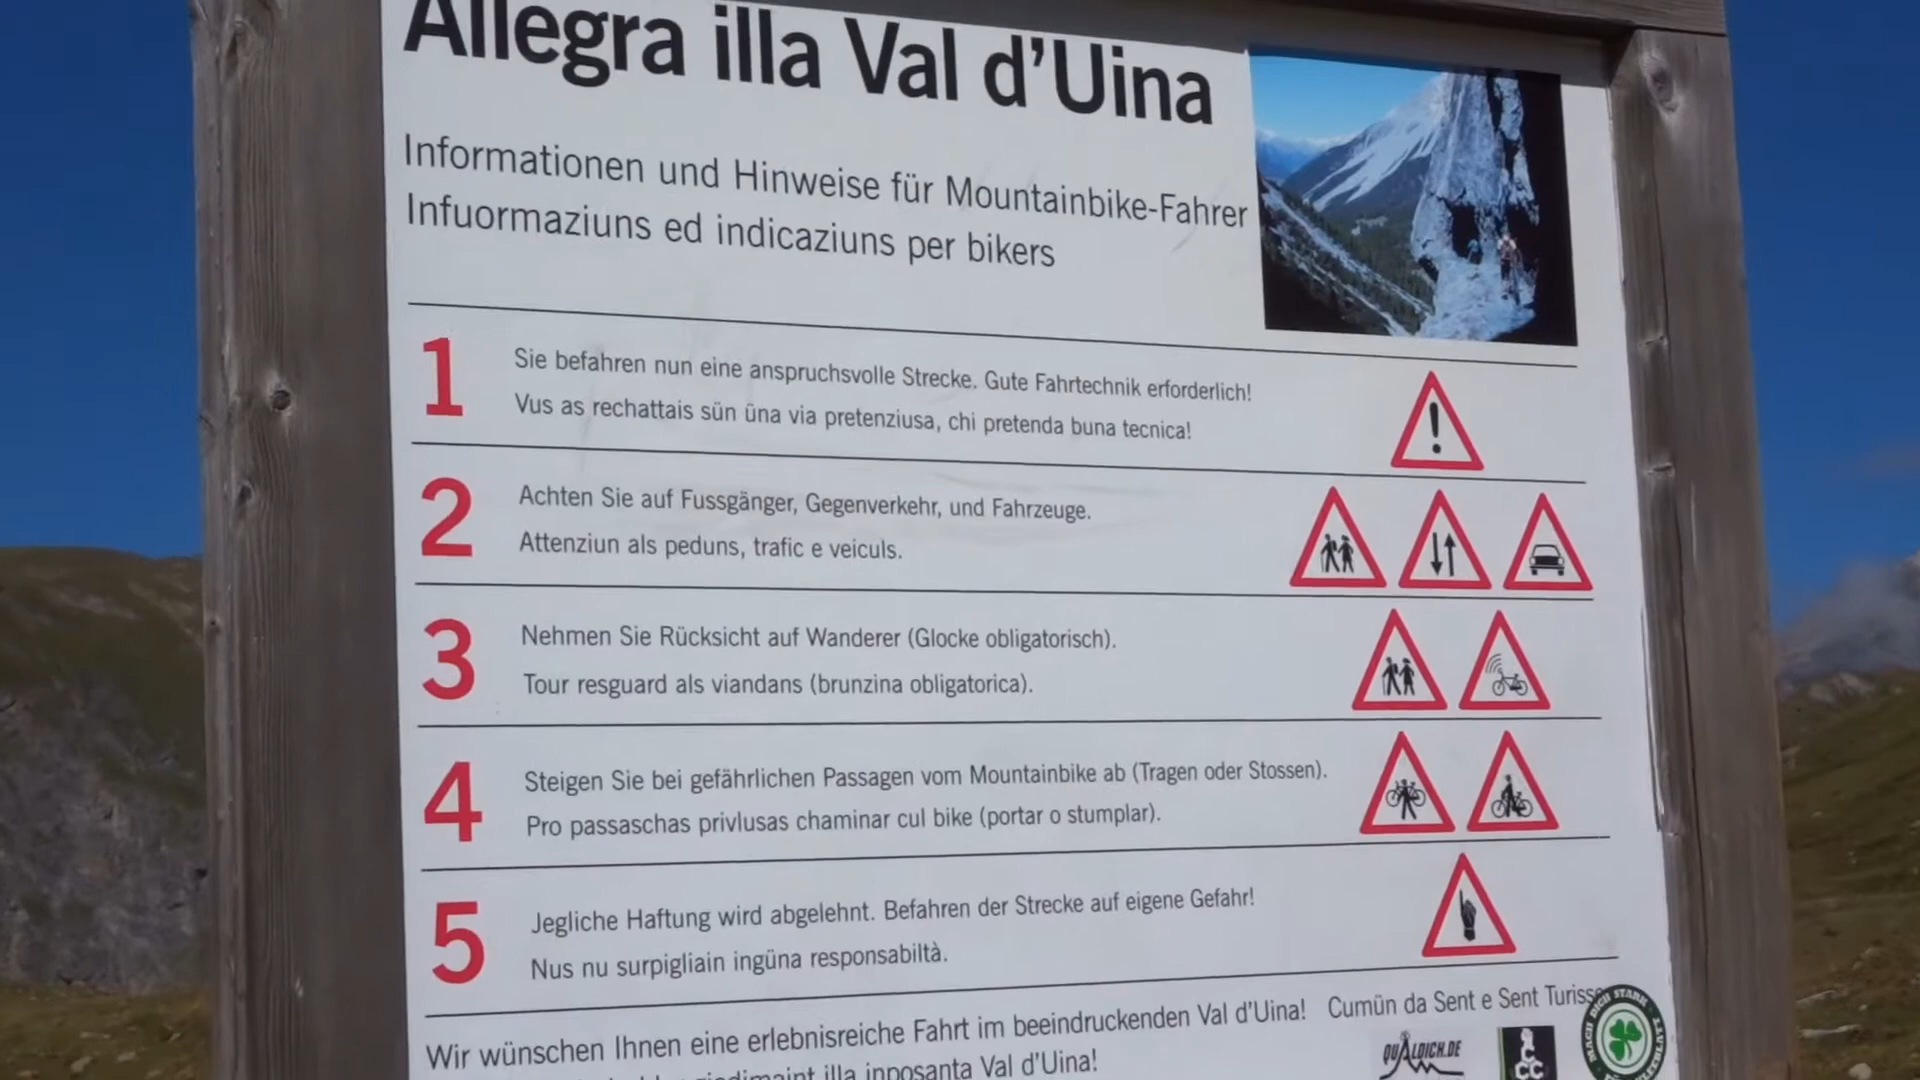 Allegra illa Val d'Uina
Informationen und Hinweise für Mountainbike-Fahrer
Infuormaziuns ed indicaziuns per bikers
1
Sie befahren nun eine anspruchsvolle Strecke. Gute Fahrtechnik erforderlich!
Vus as rechattais sün üna via pretenziusa, chi pretenda buna tecnica!
2
Achten Sie auf Fussgänger, Gegenverkehr, und Fahrzeuge.
Attenziun als peduns, trafic e veiculs.
3
Nehmen Sie Rücksicht auf Wanderer (Glocke obligatorisch).
Tour resguard als viandans (brunzina obligatorica).
4
Steigen Sie bei gefährlichen Passagen vom Mountainbike ab (Tragen oder Stossen).
Pro passaschas privlusas chaminar cul bike (portar o stumplar).
5
Jegliche Haftung wird abgelehnt. Befahren der Strecke auf eigene Gefahr!
Nus nu surpigliain ingüna responsabiltà.
Wir wünschen Ihnen eine erlebnisreiche Fahrt im beeindruckenden Val d'Uina! Cumün da Sent e Sent
illa inposanta Val d'Uina!
QUÄLDICH.DE
MACH DICH STARK